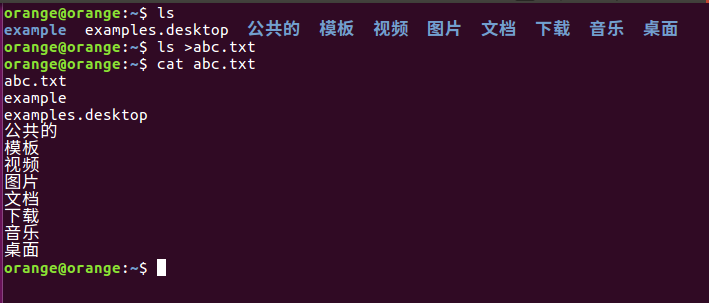 orange@orange:~$ ls
example  examples.desktop  公共的  模板  视频  图片  文档  下载  音乐  桌面
orange@orange:~$ ls >abc.txt
orange@orange:~$ cat abc.txt
abc.txt
example
examples.desktop
公共的
模板
视频
图片
文档
下载
音乐
桌面
orange@orange:~$